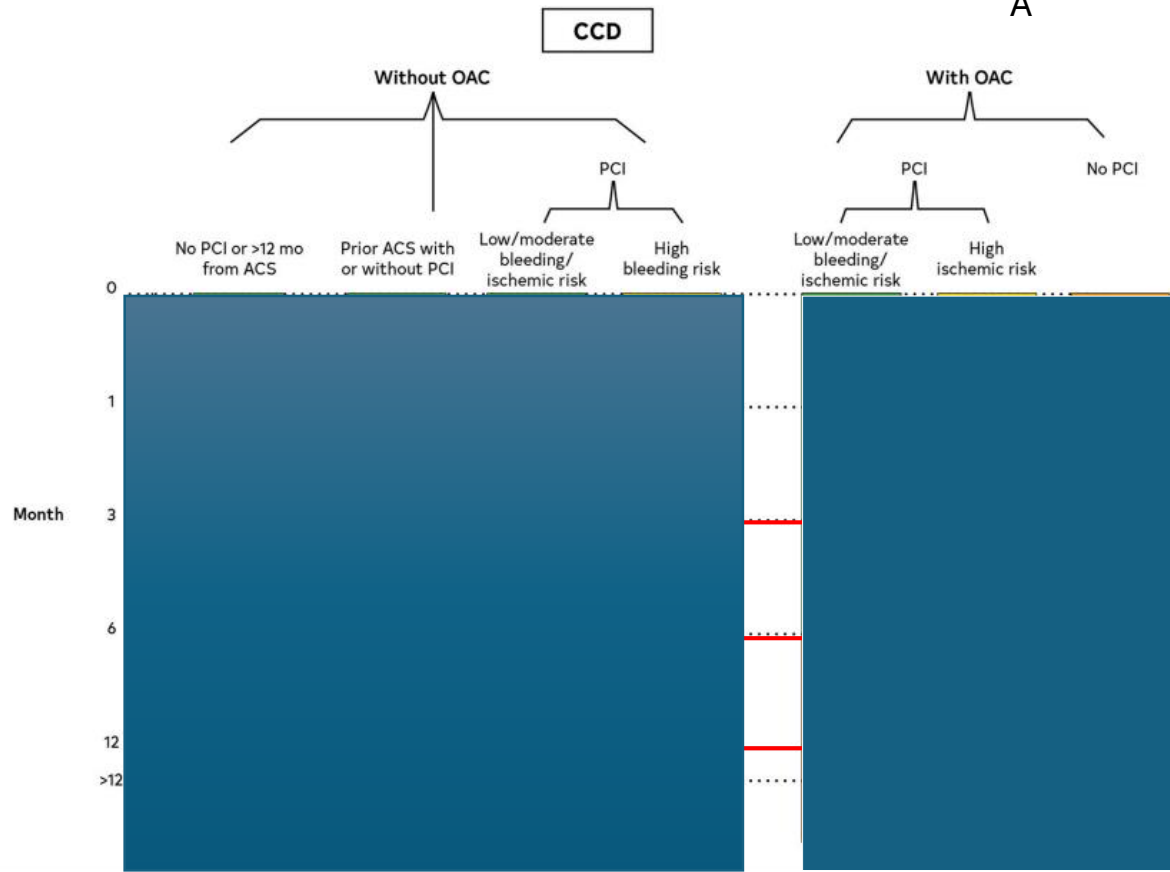 A
CCD
Without OAC
With OAC
PCI
PCI
No PCI
No PCI or >12 mo
from ACS
Prior ACS with
or without PCI
Low/moderate
bleeding/
ischemic risk
High
bleeding risk
Low/moderate
bleeding/
ischemic risk
High
ischemic risk
0
1
Month
3
6
12
>12